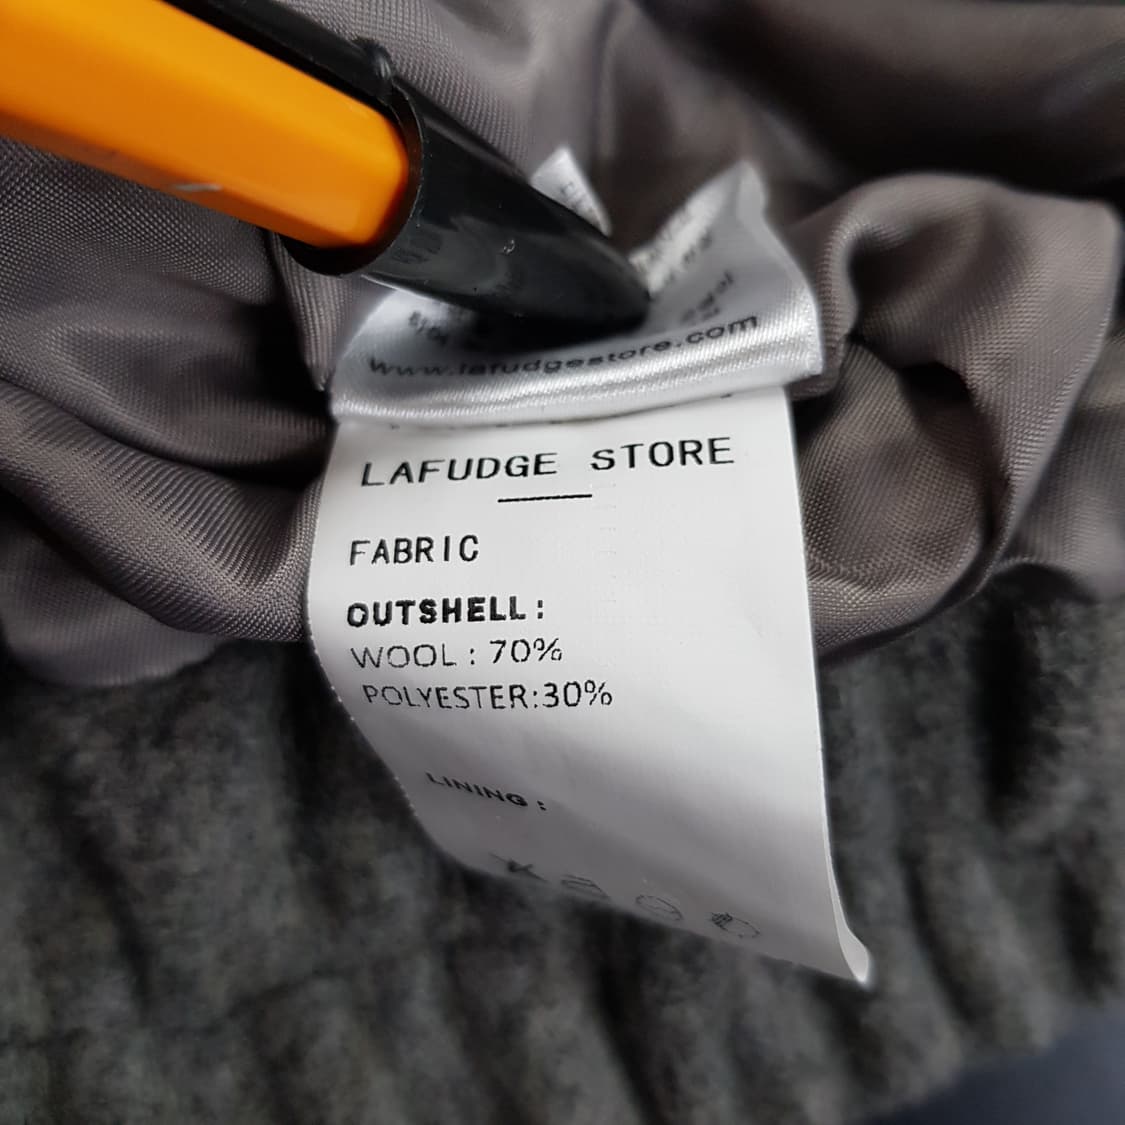 www.lafudgestore.com
LAFUDGE STORE
FABRIC
OUTSHELL:
WOOL: 70%
POLYESTER:30%
LINING: